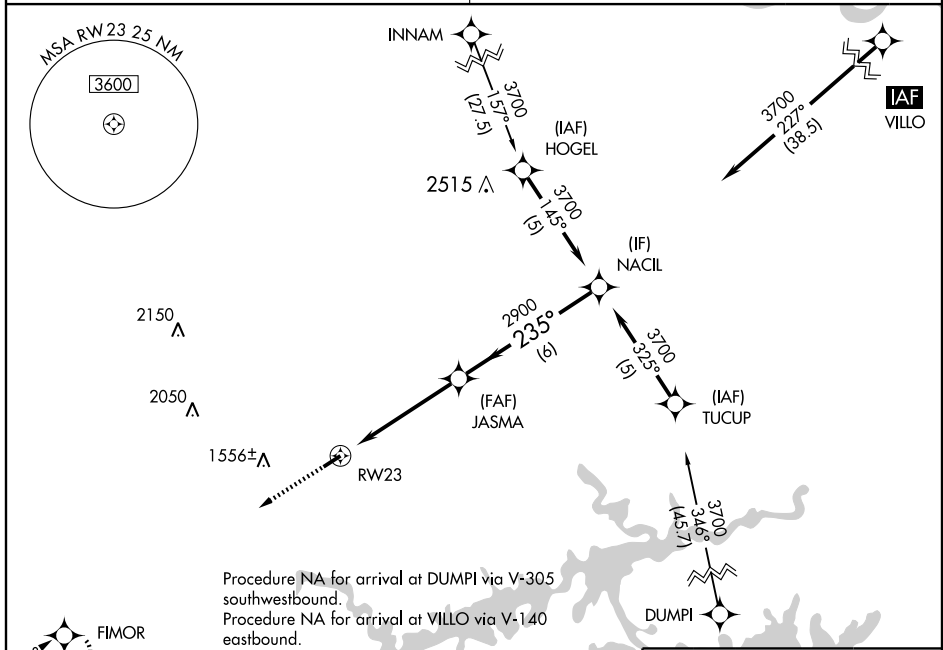 MSA RW 23 25 NM
3600
INNAM
3700
157°
(27.5)
IAF
VILLO
3700
227°
(38.5)
(IAF)
HOGEL
2515
3700
145°
(5)
(IF)
NACIL
2900
235°
(6)
2150
2050
1556±
(FAF)
JASMA
RW23
3700
325°
(5)
(IAF)
TUCUP
3700
346°
(45.7)
DUMPI
Procedure NA for arrival at DUMPI via V-305
southwestbound.
Procedure NA for arrival at VILLO via V-140
eastbound.
FIMOR